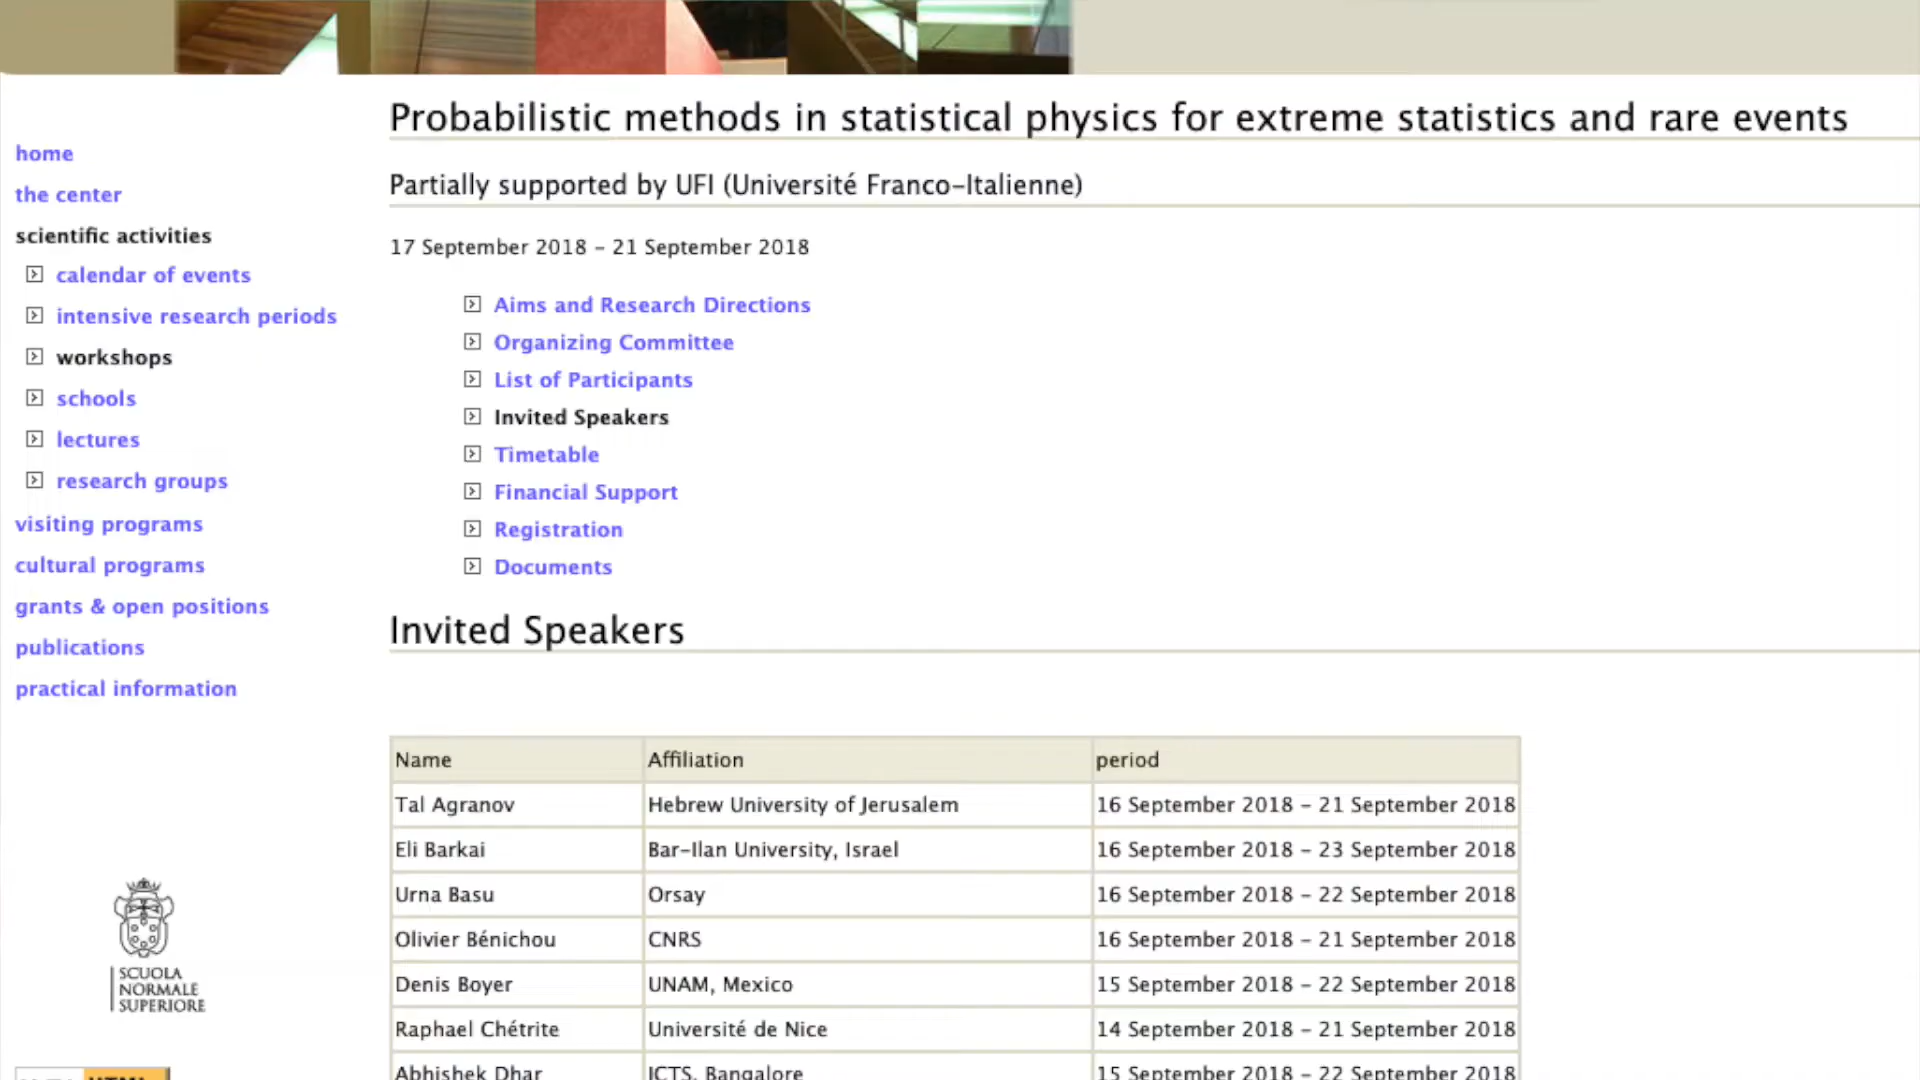 Probabilistic methods in statistical physics for extreme statistics and rare events
Partially supported by UFI (Université Franco-Italienne)
17 September 2018 - 21 September 2018
Aims and Research Directions
Organizing Committee
List of Participants
Invited Speakers
Timetable
Financial Support
Registration
Documents
home
the center
scientific activities
calendar of events
intensive research periods
workshops
schools
lectures
research groups
visiting programs
cultural programs
grants & open positions
publications
practical information
SCUOLA
NORMALE
SUPERIORE
Invited Speakers
Name Affiliation period
Tal Agranov Hebrew University of Jerusalem 16 September 2018 - 21 September 2018
Eli Barkai Bar-Ilan University, Israel 16 September 2018 - 23 September 2018
Urna Basu Orsay 16 September 2018 - 22 September 2018
Olivier Bénichou CNRS 16 September 2018 - 21 September 2018
Denis Boyer UNAM, Mexico 15 September 2018 - 22 September 2018
Raphael Chétrite Université de Nice 14 September 2018 - 21 September 2018
Abhishek Dhar ICTS, Bangalore 15 September 2018 - 22 September 2018